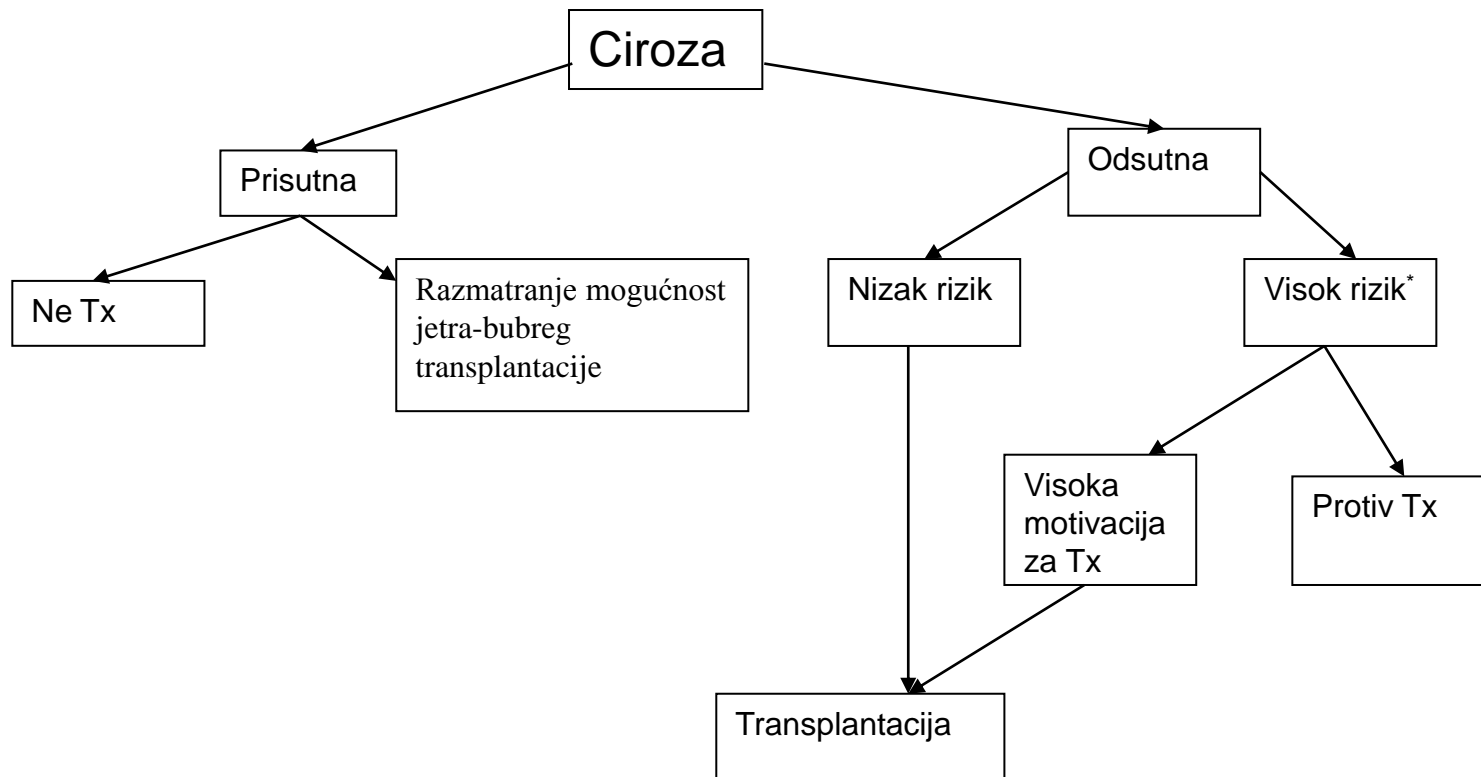 Ciroza
Prisutna
Odsutna
Ne Tx
Razmatranje mogućnost
jetra-bubreg
transplantacije
Nizak rizik
Visok rizik*
Visoka
motivacija
za Tx
Protiv Tx
Transplantacija